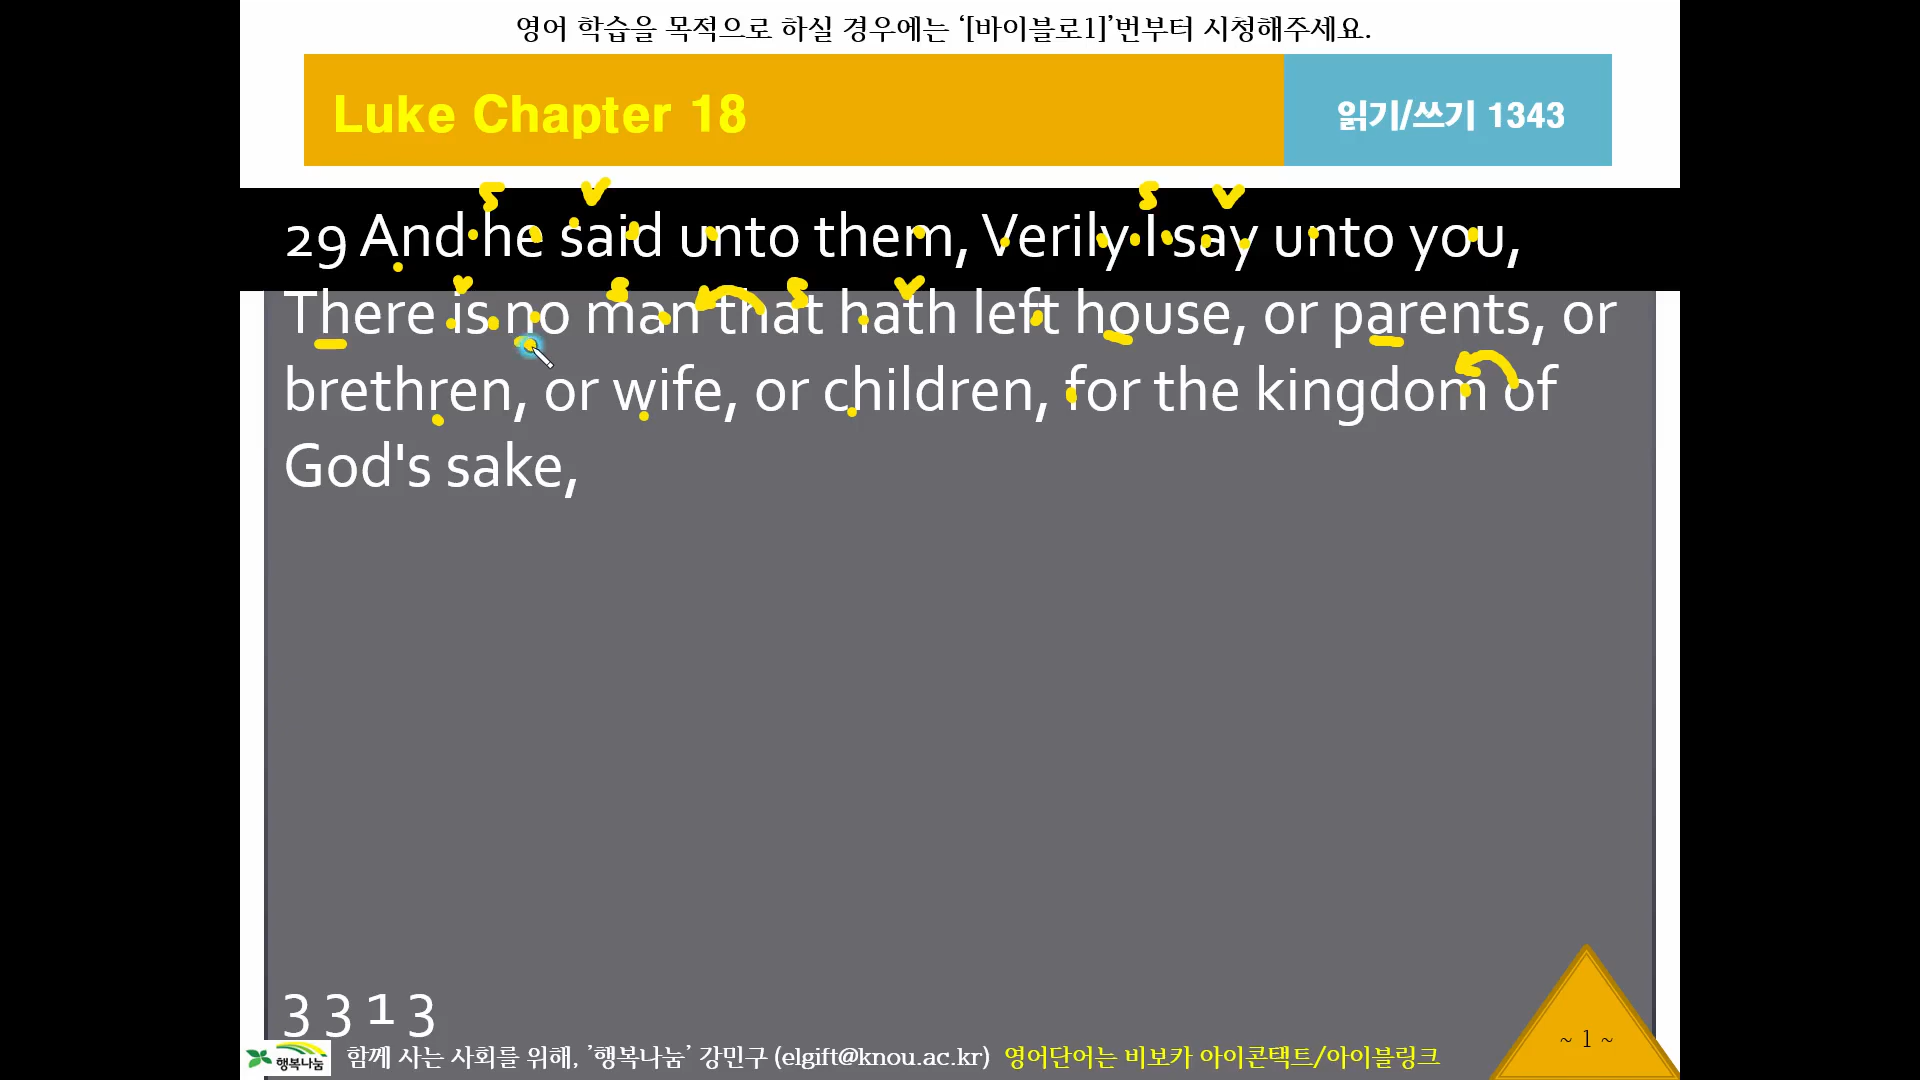 영어 학습을 목적으로 하실 경우에는 ‘[바이블로1]’번부터 시청해주세요.
Luke Chapter 18
읽기/쓰기 1343
29 And he said unto them, Verily I say unto you,
There is no man that hath left house, or parents, or
brethren, or wife, or children, for the kingdom of
God's sake,
3 3 1 3
행복나눔
함께 사는 사회를 위해, ’행복나눔’ 강민구 (elgift@knou.ac.kr) 영어단어는 비보카 아이콘택트/아이블링크
~ 1 ~